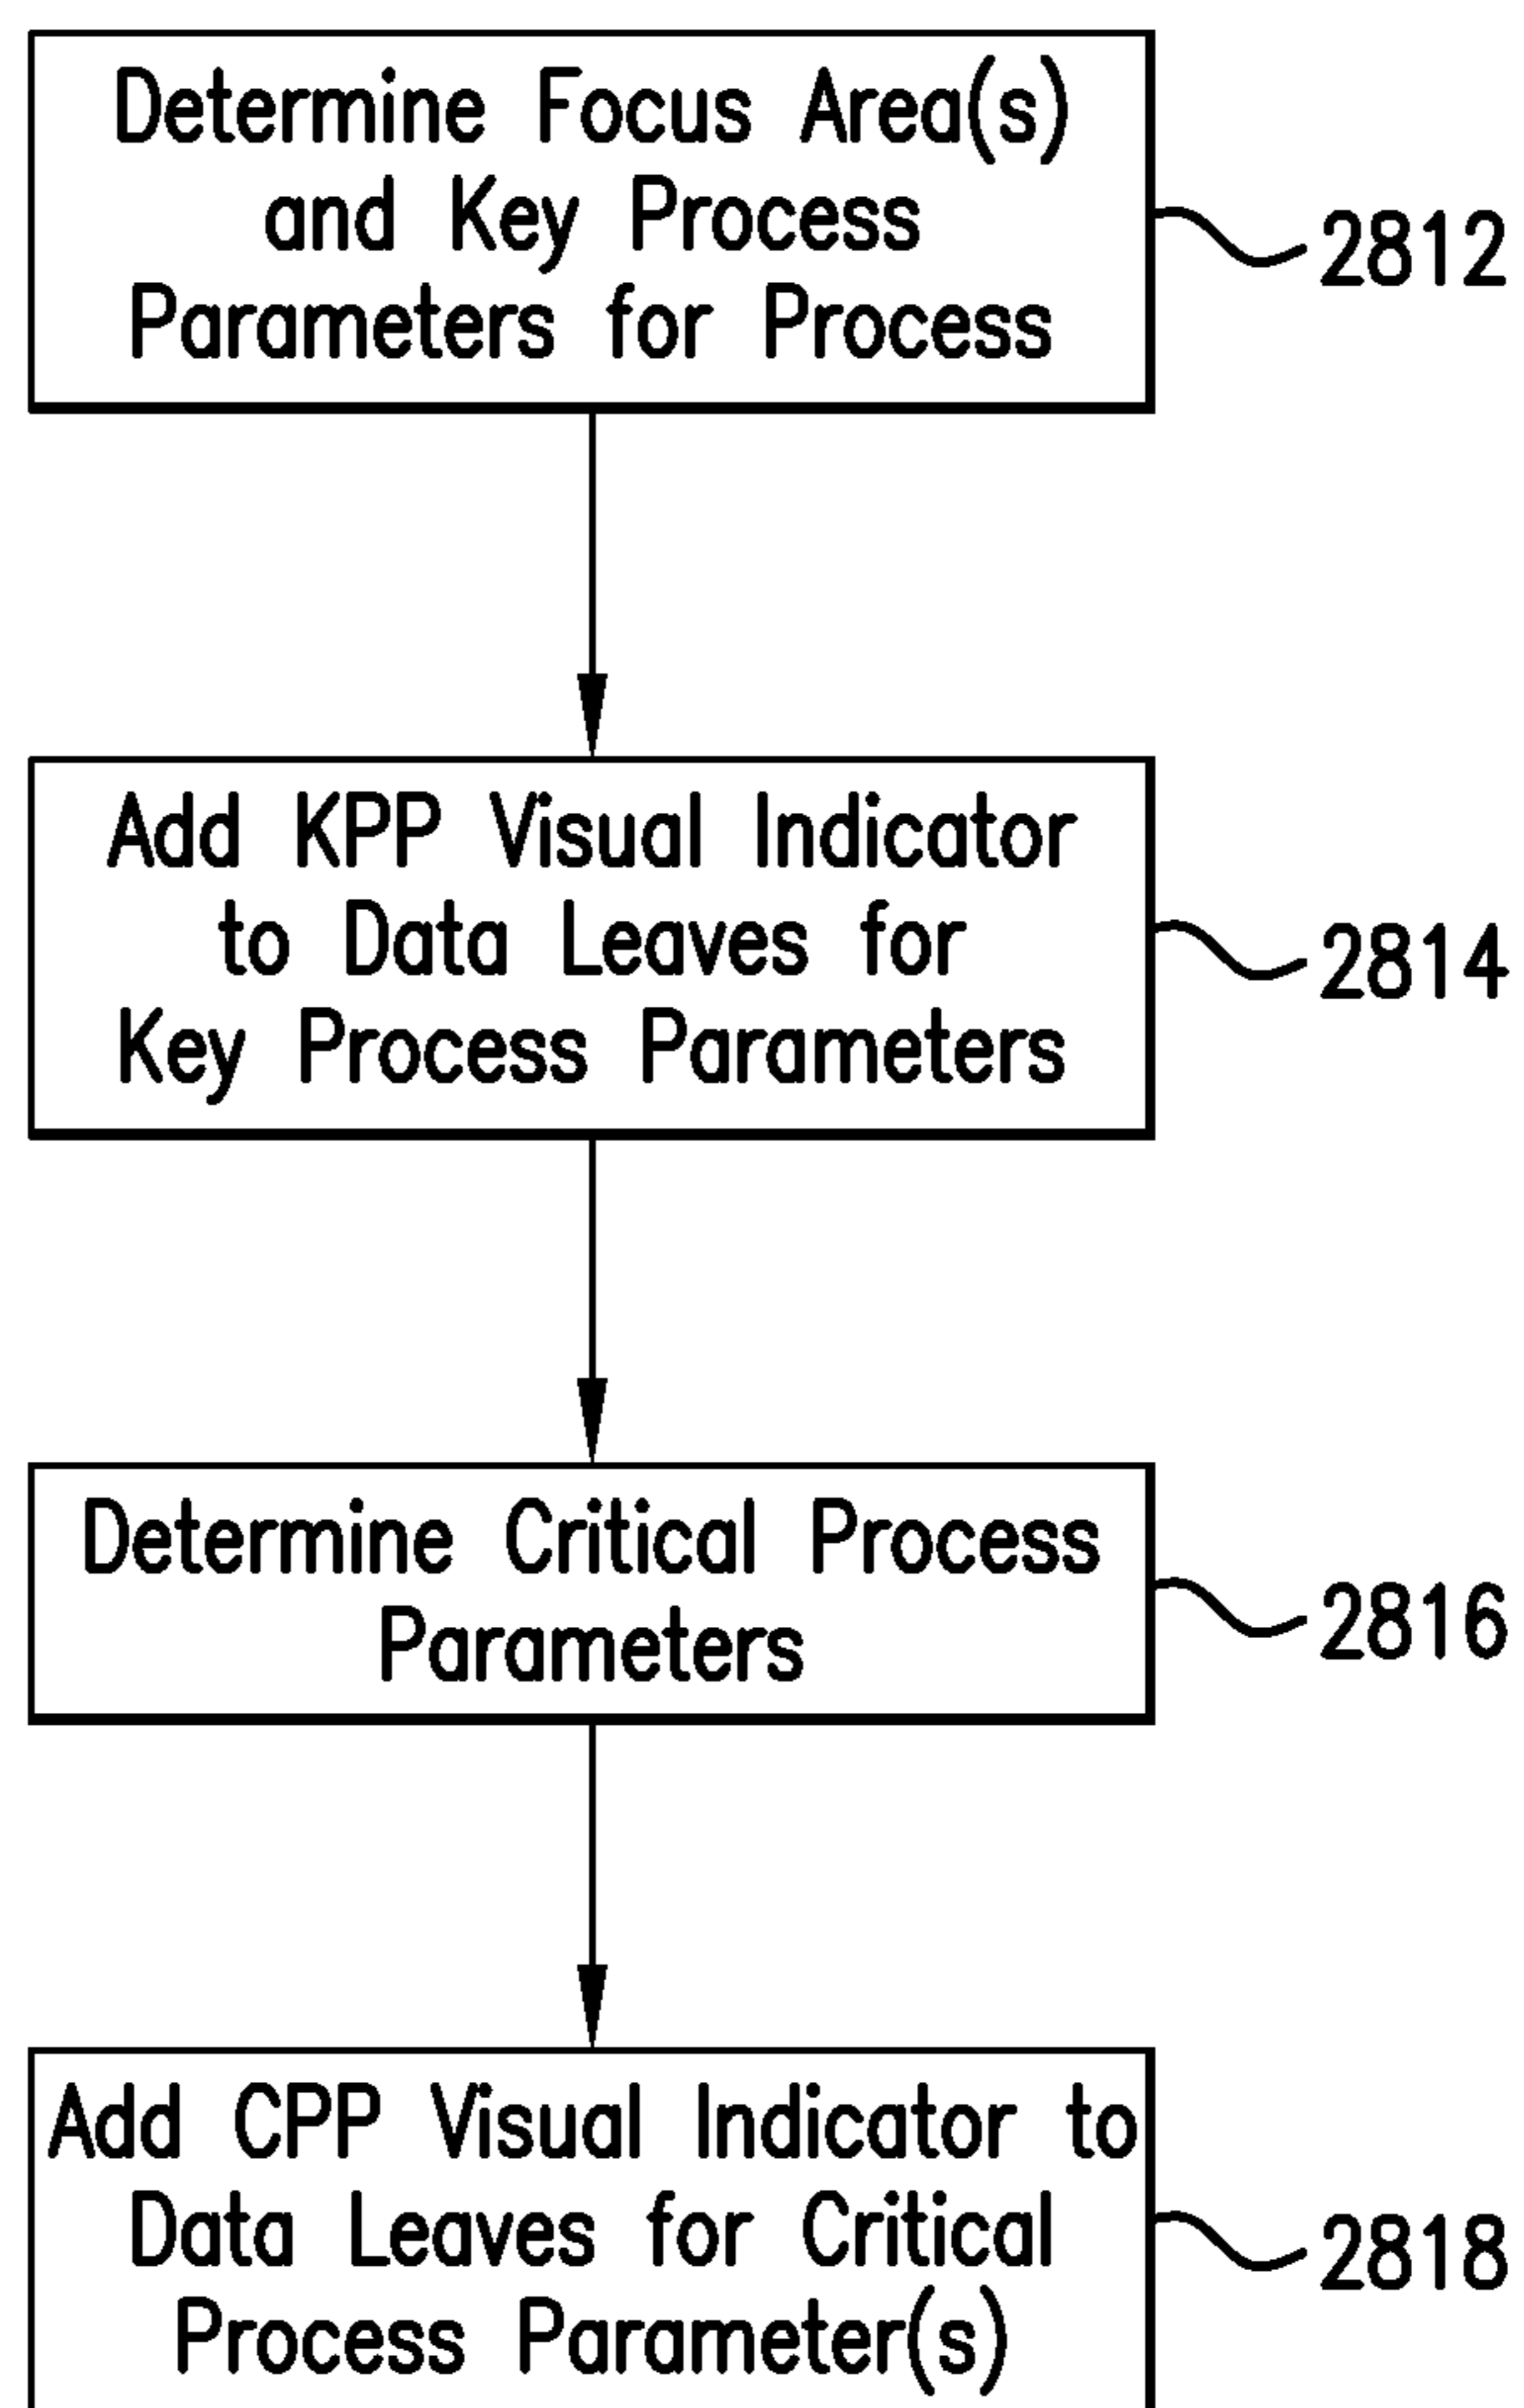 Determine Focus Area(s)
and Key Process
Parameters for Process
2812
Add KPP Visual Indicator
to Data Leaves for
Key Process Parameters
2814
Determine Critical Process
Parameters
2816
Add CPP Visual Indicator to
Data Leaves for Critical
Process Parameter(s)
2818